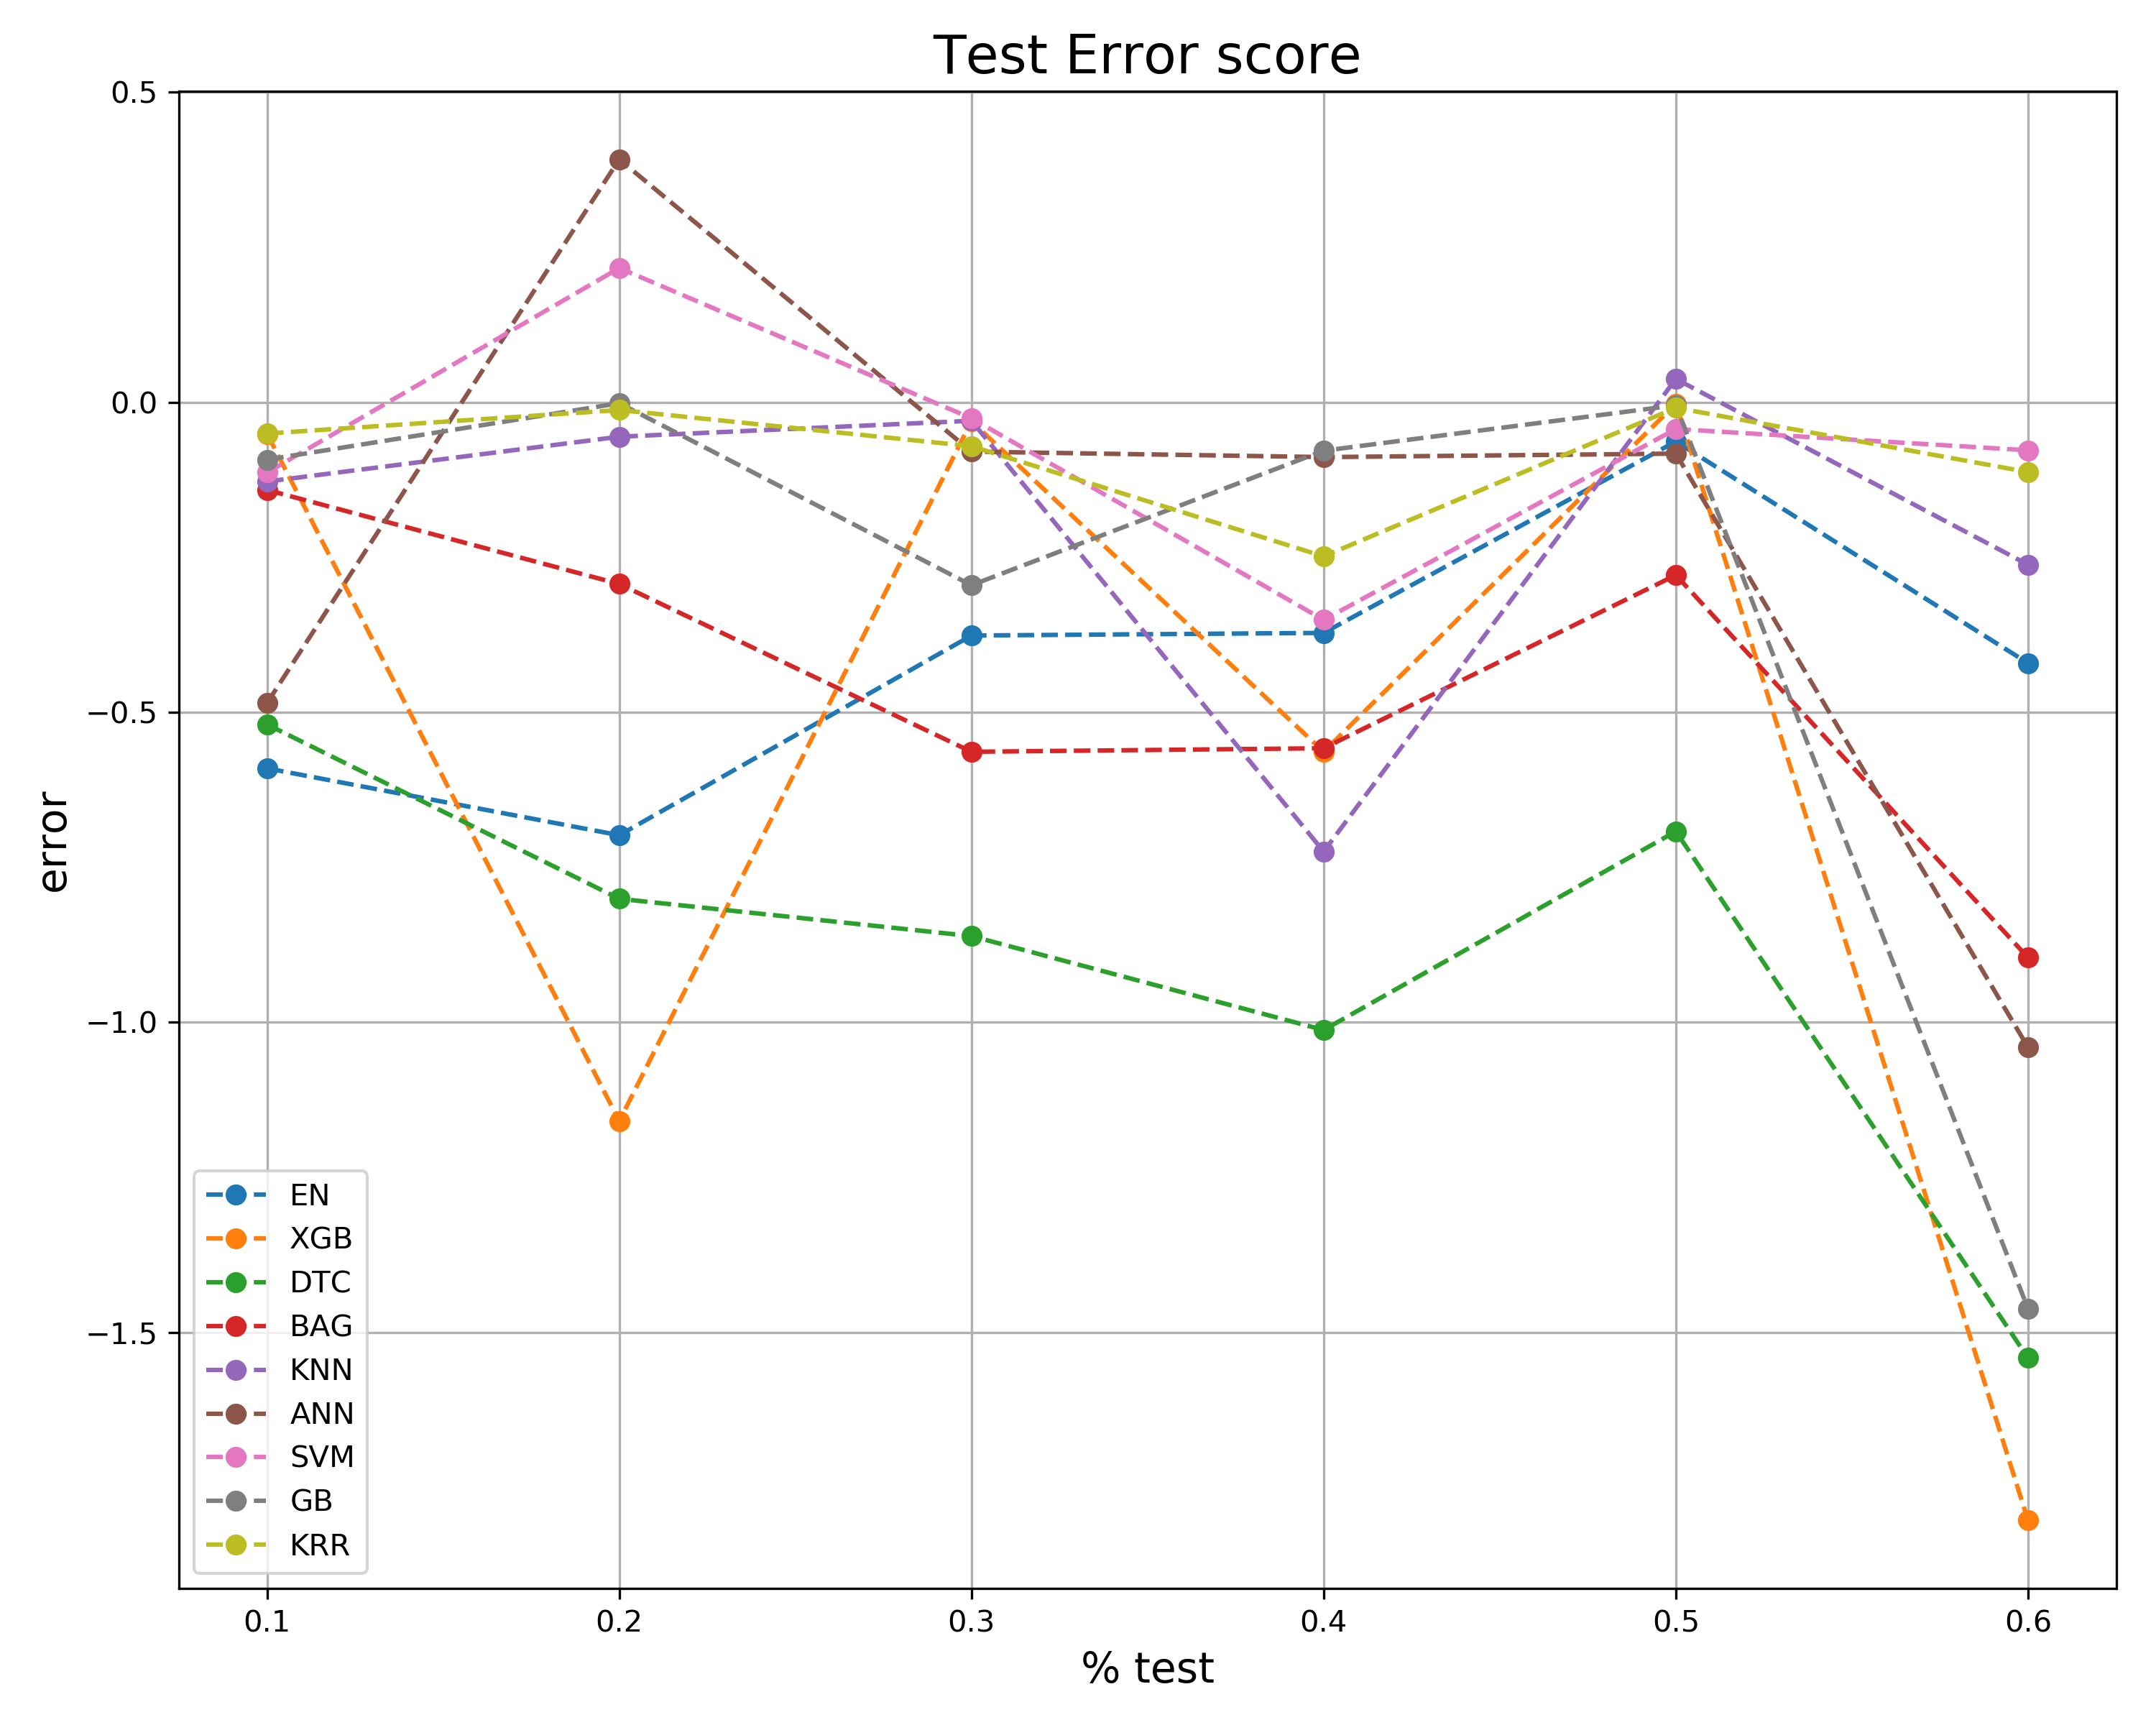 Test Error score
0.5
0.0
−0.5
−1.0
−1.5
error
EN
XGB
DTC
BAG
KNN
ANN
SVM
GB
KRR
0.1 0.2 0.3 0.4 0.5 0.6
% test